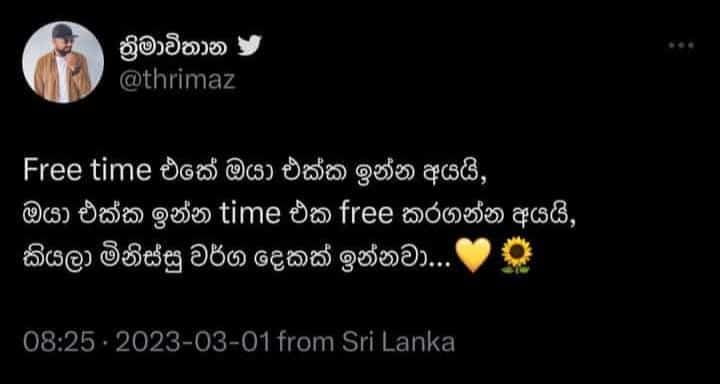 ත්‍රිමාවිතාන
@thrimaz
Free time එකේ ඔයා එක්ක ඉන්න අයයි,
ඔයා එක්ක ඉන්න time එක free කරගන්න අයයි,
කියලා මිනිස්සු වර්ග දෙකක් ඉන්නවා...💛🌻
08:25 · 2023-03-01 from Sri Lanka